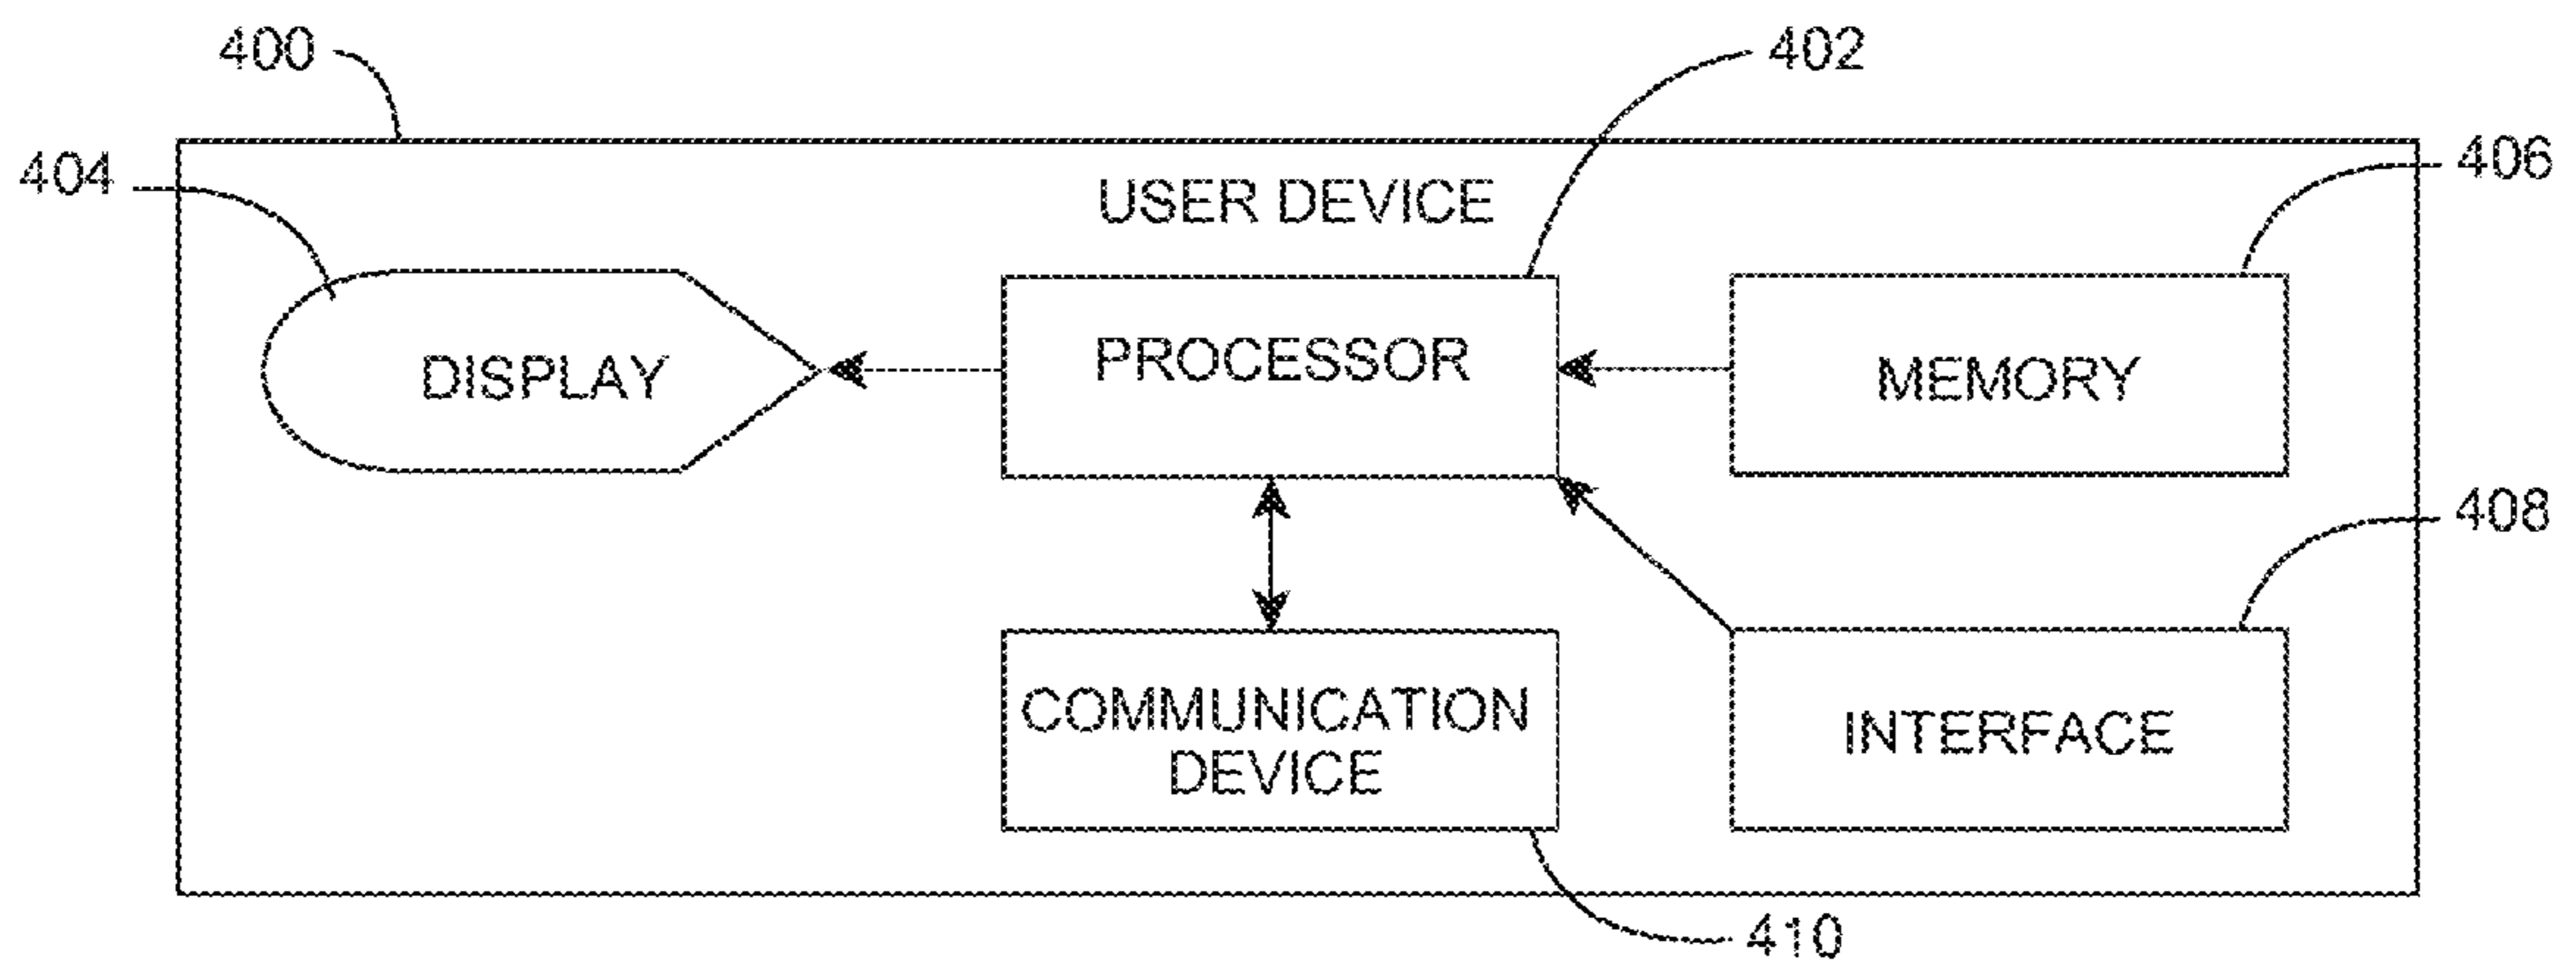 400
402
404
406
USER DEVICE
DISPLAY
PROCESSOR
MEMORY
408
COMMUNICATION
DEVICE
INTERFACE
410